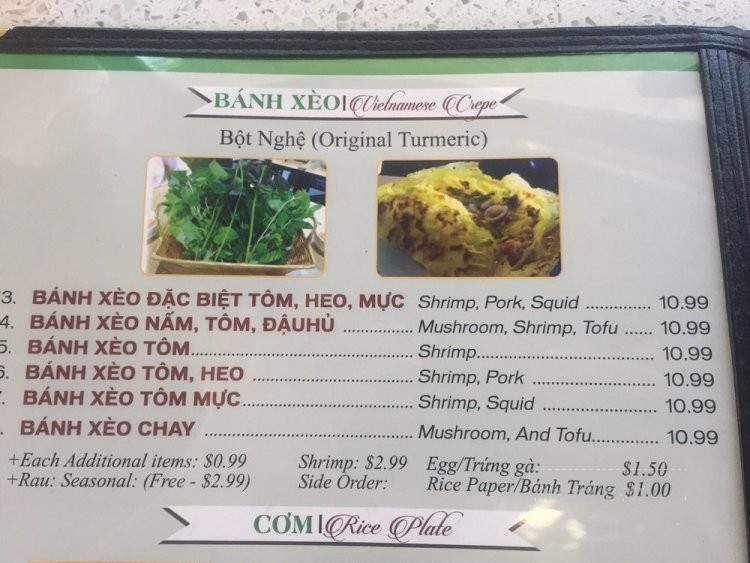 BÁNH XÈO | Vietnamese Crepe
Bột Nghệ (Original Turmeric)
3. BÁNH XÈO ĐẶC BIỆT TÔM, HEO, MỰC Shrimp, Pork, Squid ............. 10.99
4. BÁNH XÈO NẤM, TÔM, ĐẬUHỦ ............. Mushroom, Shrimp, Tofu ...... 10.99
5. BÁNH XÈO TÔM.......................................... Shrimp.................................... 10.99
6. BÁNH XÈO TÔM, HEO .............................. Shrimp, Pork ......................... 10.99
. BÁNH XÈO TÔM MỰC................................ Shrimp, Squid ....................... 10.99
. BÁNH XÈO CHAY ....................................... Mushroom, And Tofu............. 10.99
+Each Additional items: $0.99 Shrimp: $2.99 Egg/Trứng gà: $1.50
+Rau: Seasonal: (Free - $2.99) Side Order: Rice Paper/Bánh Tráng $1.00
CƠM | Rice Plate